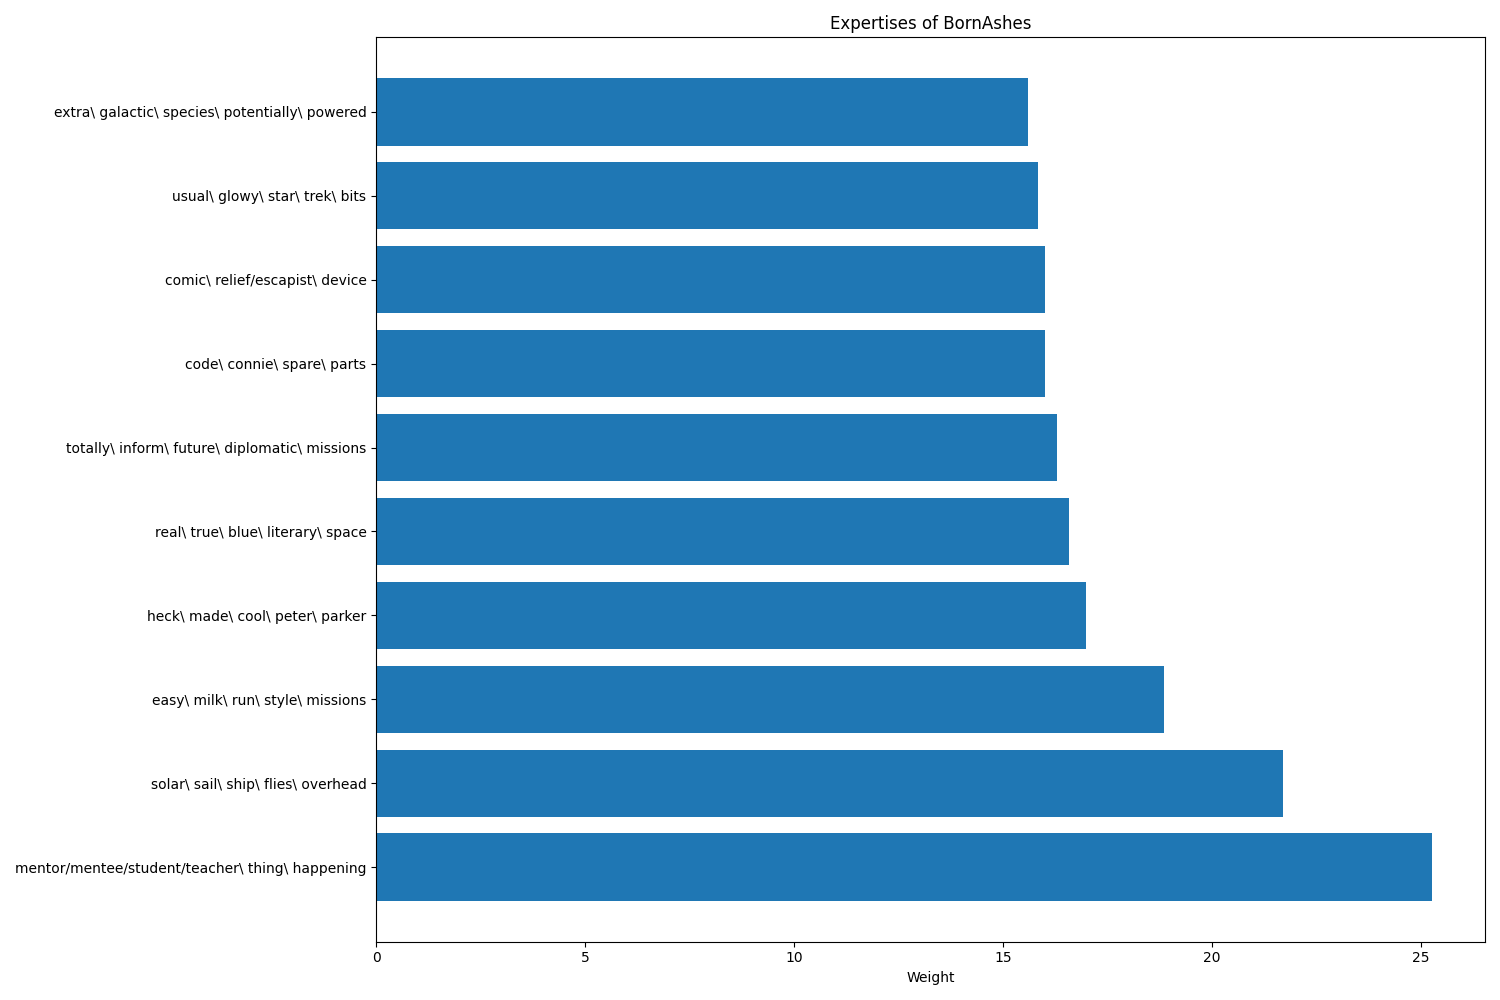 Expertises of BornAshes
extra\ galactic\ species\ potentially\ powered
usual\ glowy\ star\ trek\ bits
comic\ relief/escapist\ device
code\ connie\ spare\ parts
totally\ inform\ future\ diplomatic\ missions
real\ true\ blue\ literary\ space
heck\ made\ cool\ peter\ parker
easy\ milk\ run\ style\ missions
solar\ sail\ ship\ flies\ overhead
mentor/mentee/student/teacher\ thing\ happening
0 5 10 15 20 25
Weight